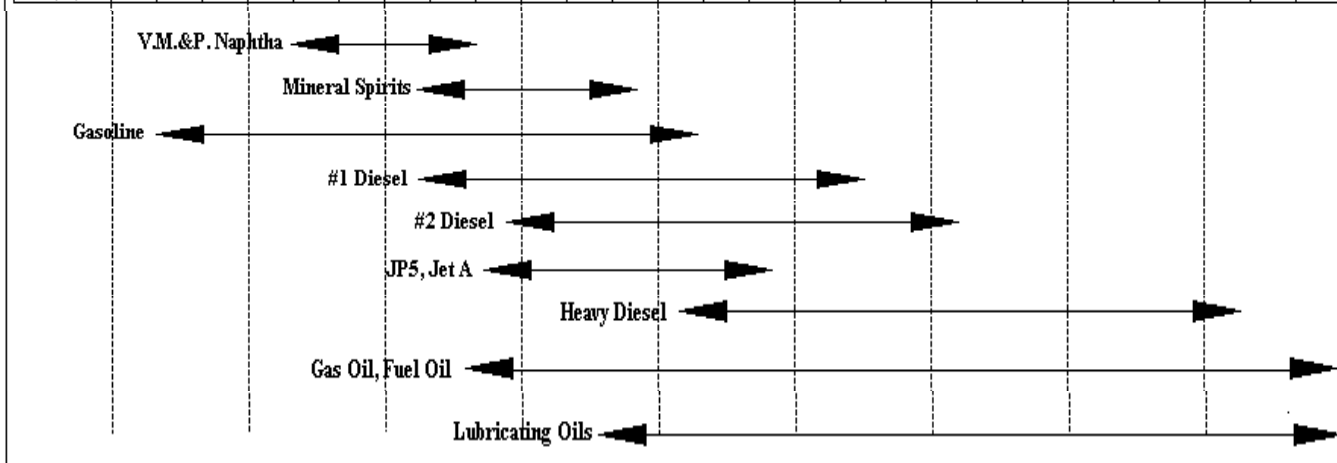 V.M.&P. Naphtha
Mineral Spirits
Gasoline
#1 Diesel
#2 Diesel
JP5, Jet A
Heavy Diesel
Gas Oil, Fuel Oil
Lubricating Oils